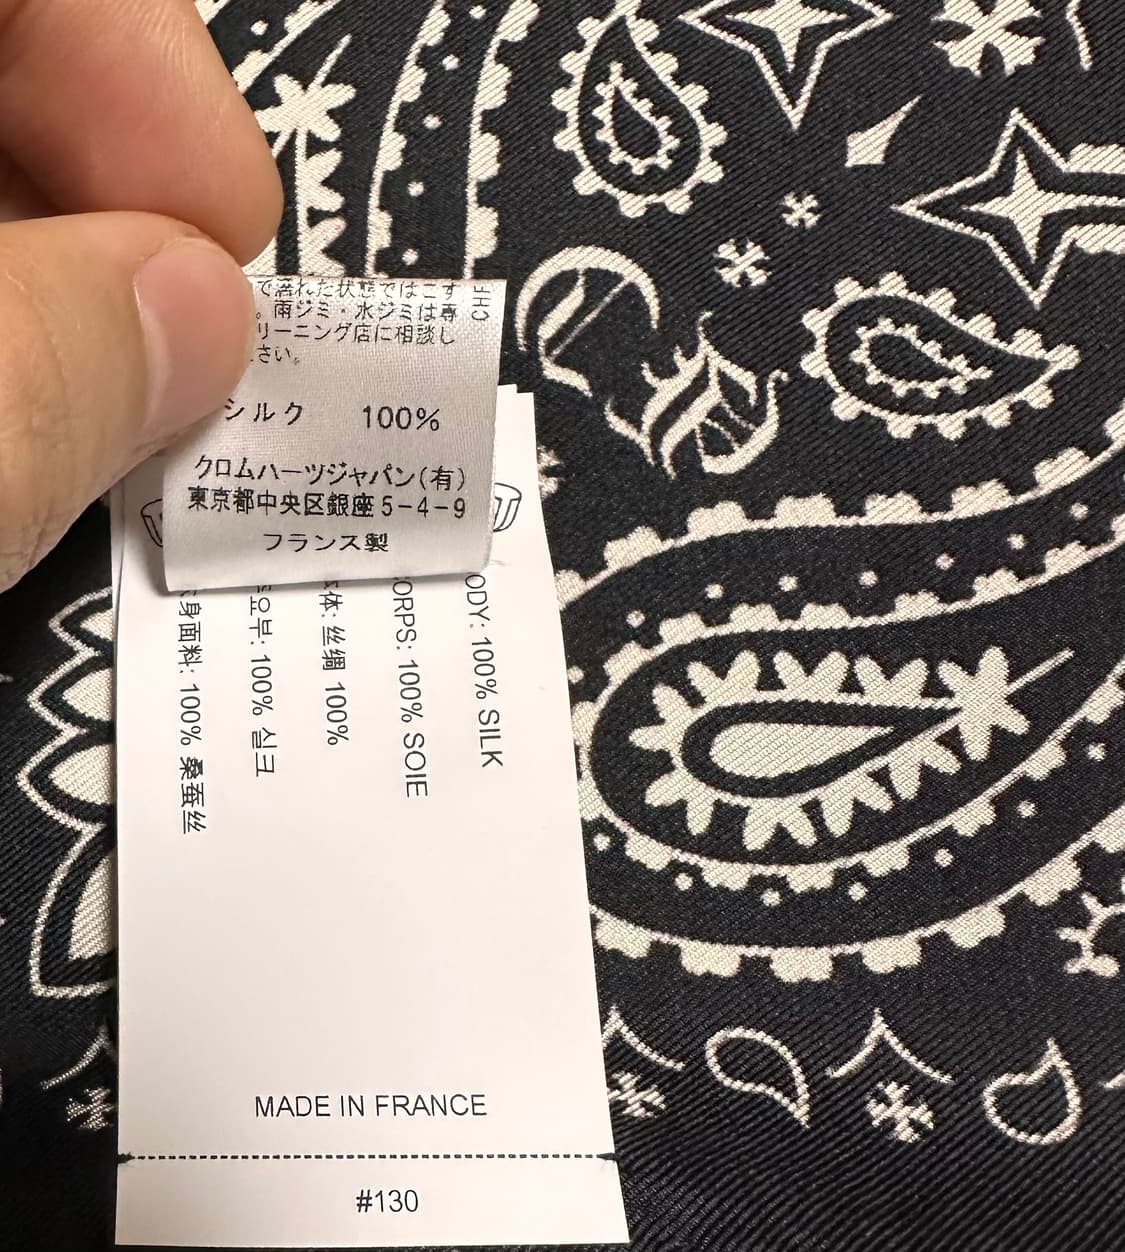 で濡れた状態ではこす
。雨ジミ・水ジミは専
リーニング店に相談し
さい。
シルク 100%
クロムハーツジャパン(有)
東京都中央区銀座5-4-9
フランス製
ODY: 100% SILK
ORPS: 100% SOIE
体: 丝绸 100%
요부: 100% 실크
身面料: 100% 桑蚕丝
MADE IN FRANCE
#130